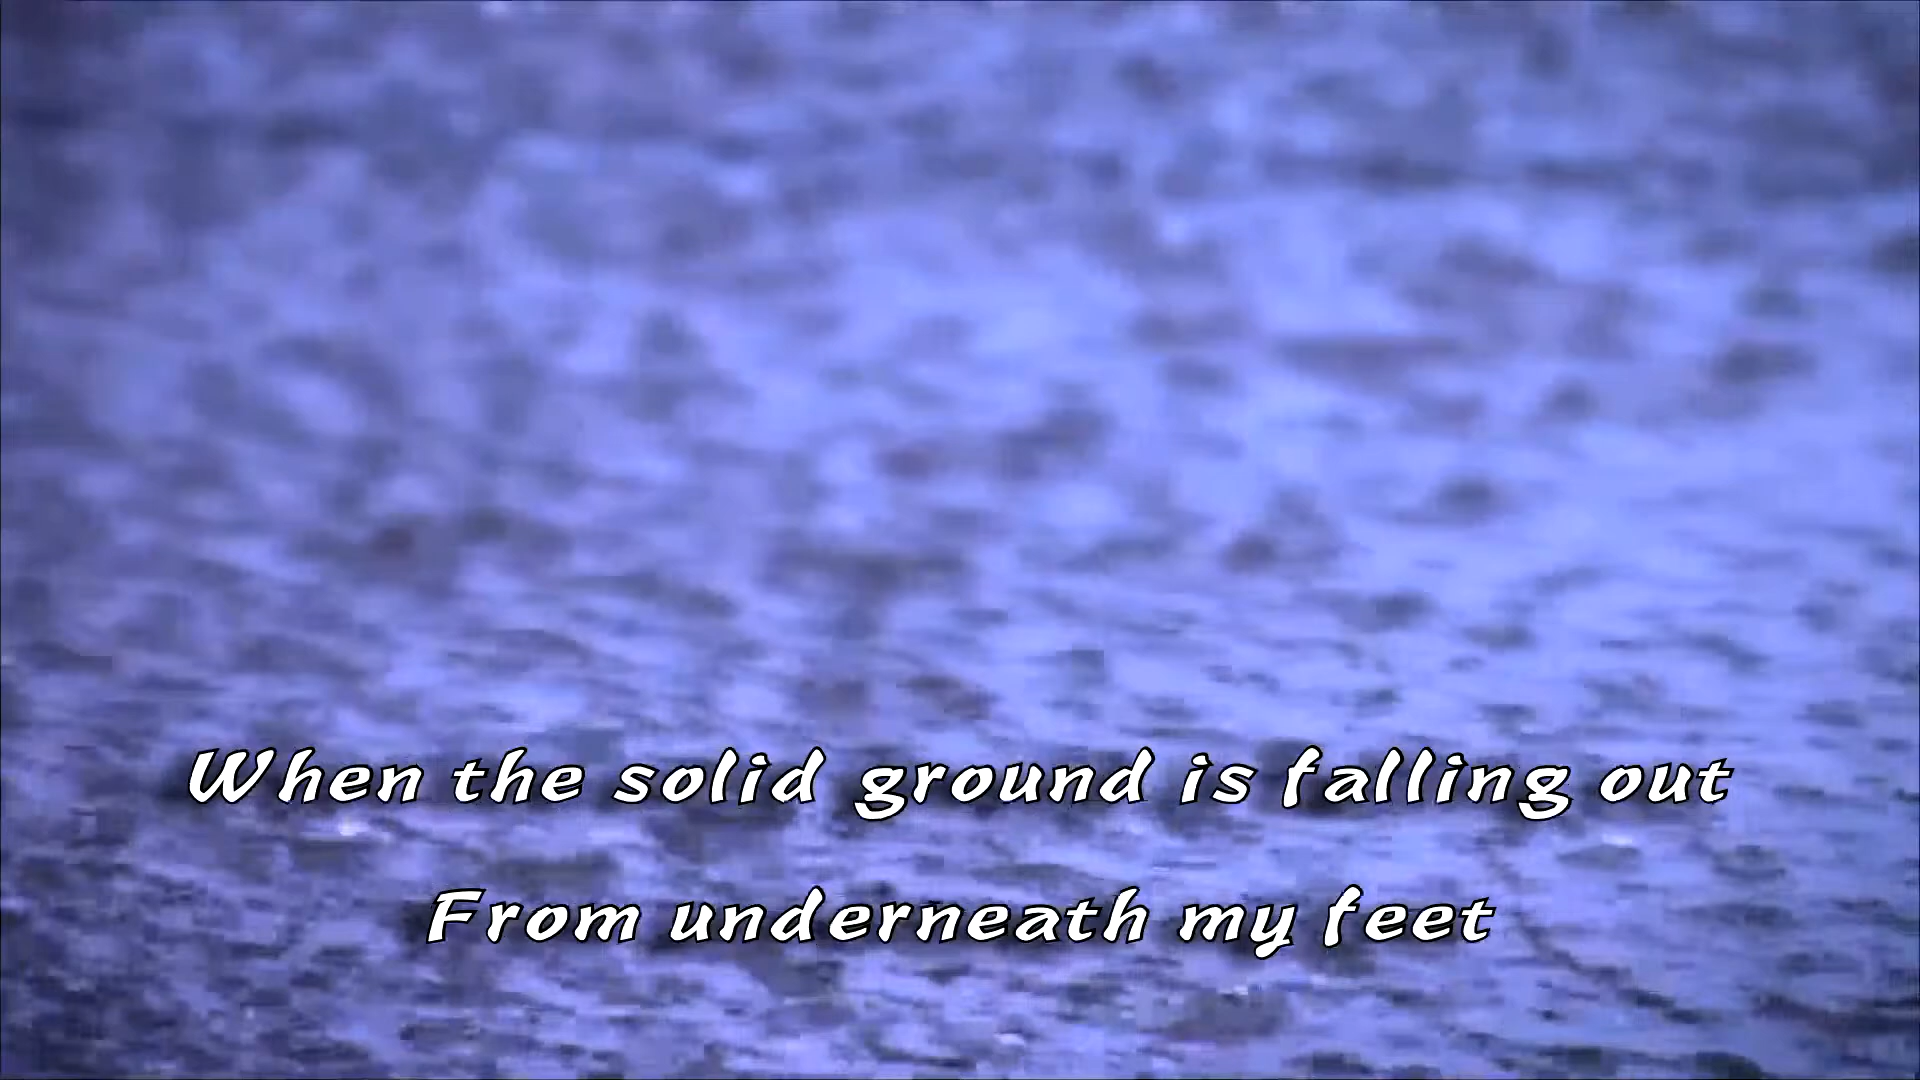 When the solid ground is falling out
From underneath my feet